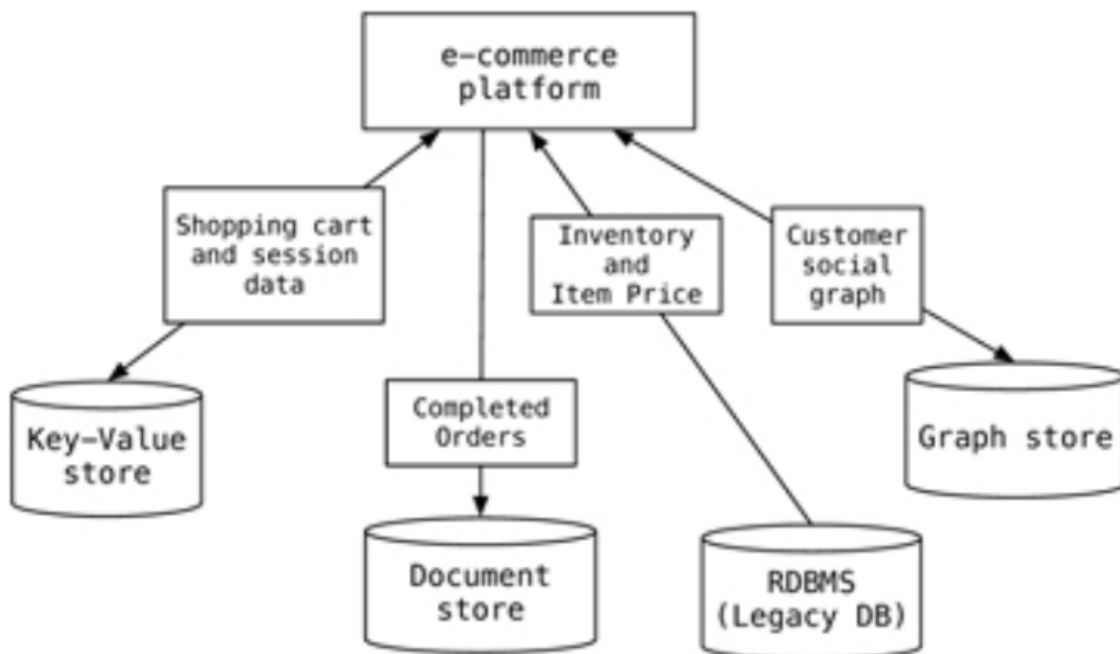 e-commerce
platform
Shopping cart
and session
data
Inventory
and
Item Price
Customer
social
graph
Completed
Orders
Key-Value
store
Graph store
Document
store
RDBMS
(Legacy DB)